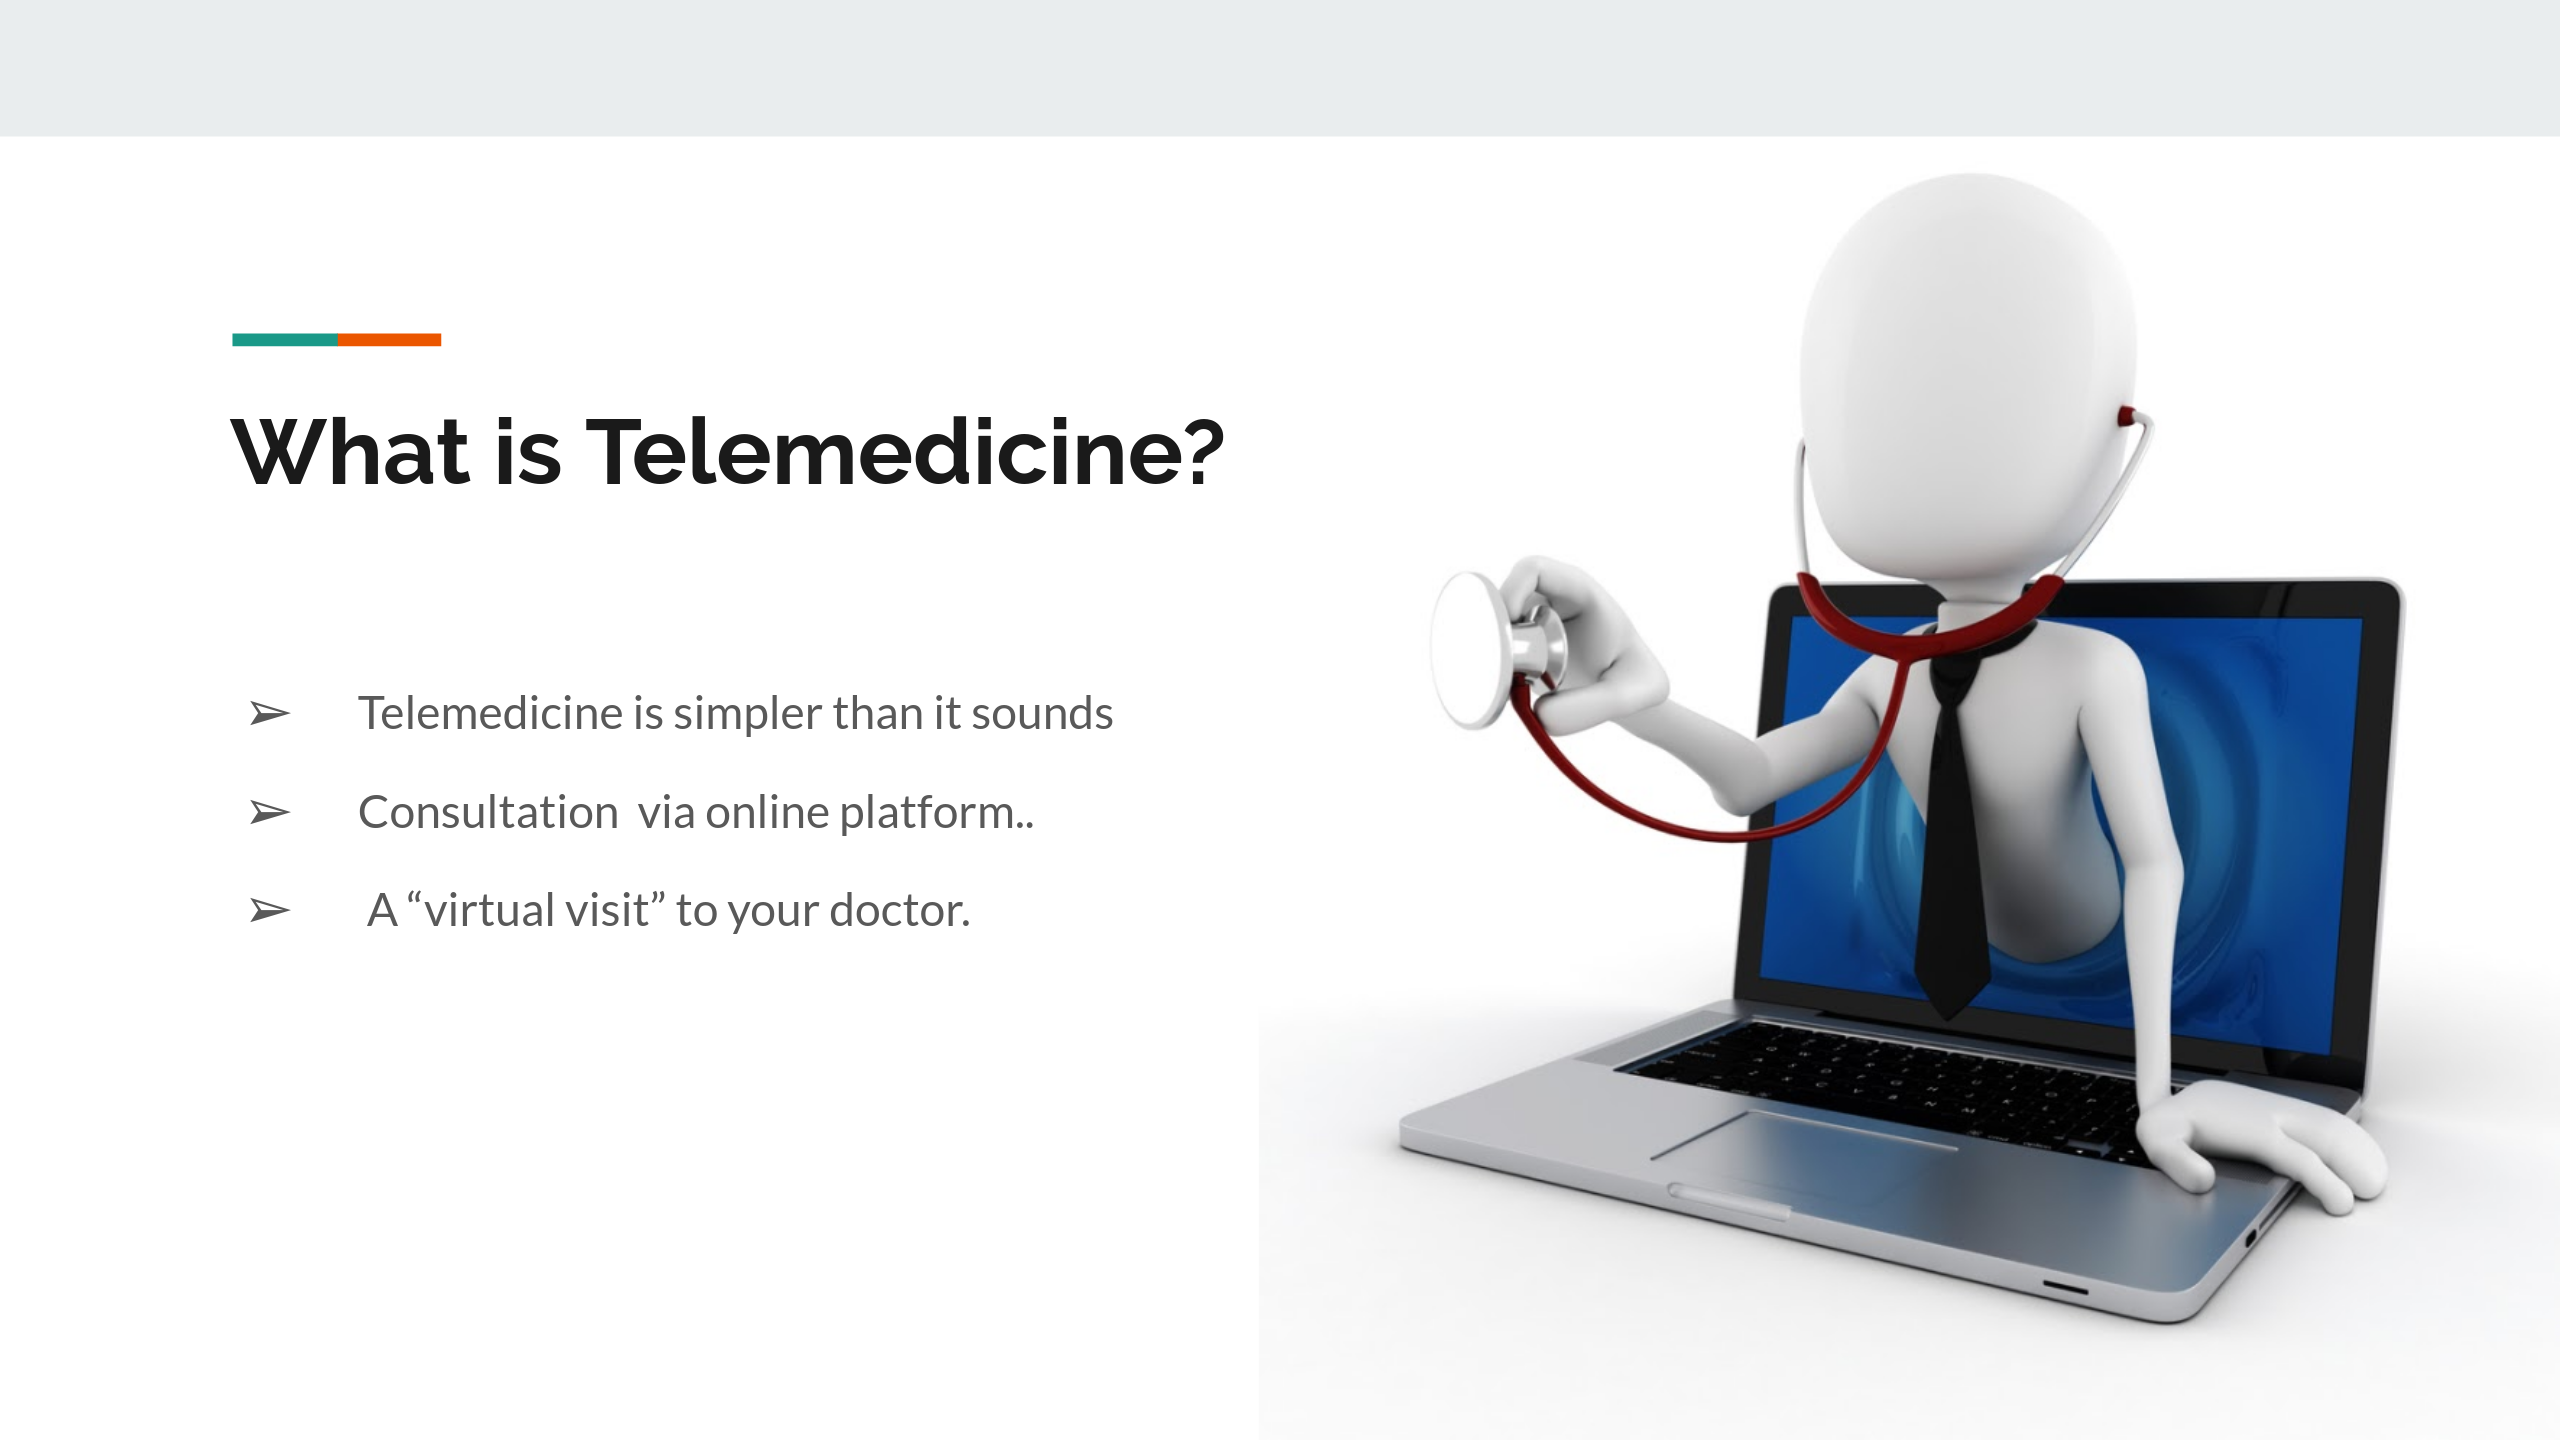 What is Telemedicine?
➢ Telemedicine is simpler than it sounds
➢ Consultation  via online platform..
➢ A “virtual visit” to your doctor.